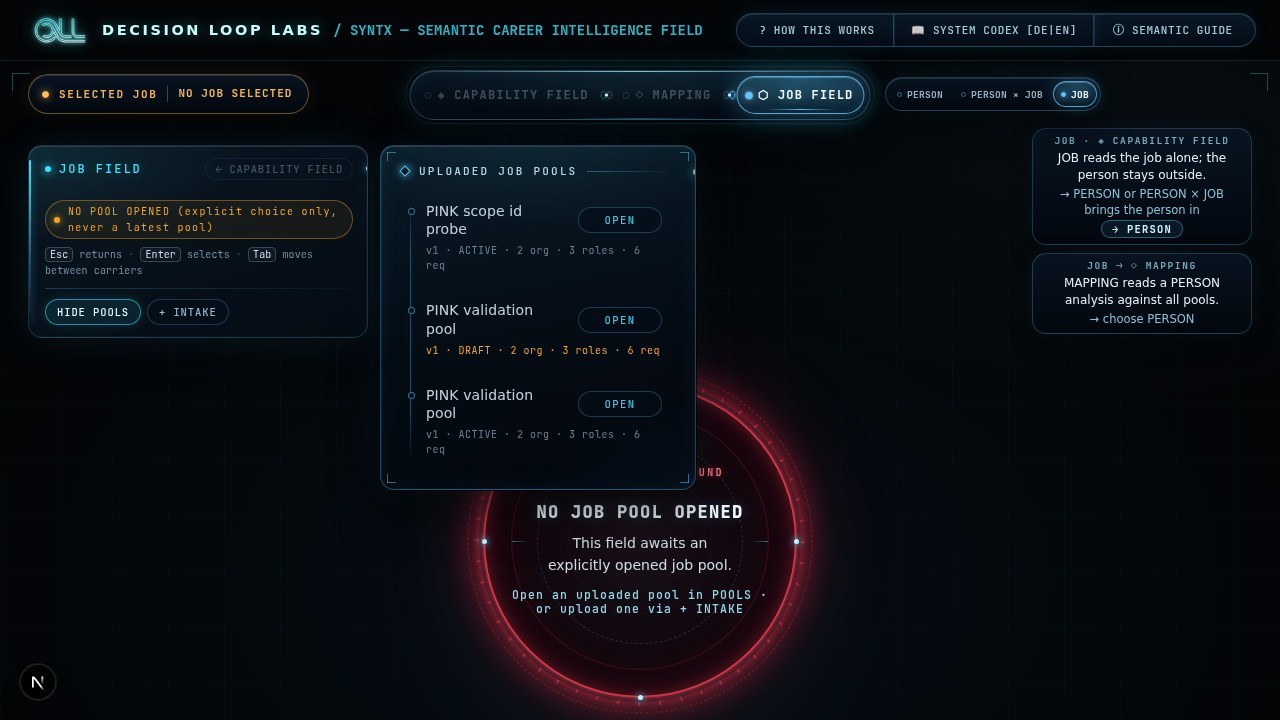 DECISION LOOP LABS / SYNTX — SEMANTIC CAREER INTELLIGENCE FIELD
? HOW THIS WORKS
📖 SYSTEM CODEX [DE|EN]
ⓘ SEMANTIC GUIDE
SELECTED JOB | NO JOB SELECTED
◈ CAPABILITY FIELD
◇ MAPPING
⬡ JOB FIELD
PERSON
PERSON × JOB
JOB
JOB FIELD
← CAPABILITY FIELD
NO POOL OPENED (explicit choice only,
never a latest pool)
Esc returns · Enter selects · Tab moves
between carriers
HIDE POOLS
+ INTAKE
UPLOADED JOB POOLS
PINK scope id
probe
OPEN
v1 · ACTIVE · 2 org · 3 roles · 6
req
PINK validation
pool
OPEN
v1 · DRAFT · 2 org · 3 roles · 6 req
PINK validation
pool
OPEN
v1 · ACTIVE · 2 org · 3 roles · 6
req
JOB · ◈ CAPABILITY FIELD
JOB reads the job alone; the
person stays outside.
→ PERSON or PERSON × JOB
brings the person in
→ PERSON
JOB → ◇ MAPPING
MAPPING reads a PERSON
analysis against all pools.
→ choose PERSON
UND
NO JOB POOL OPENED
This field awaits an
explicitly opened job pool.
Open an uploaded pool in POOLS ·
or upload one via + INTAKE
N